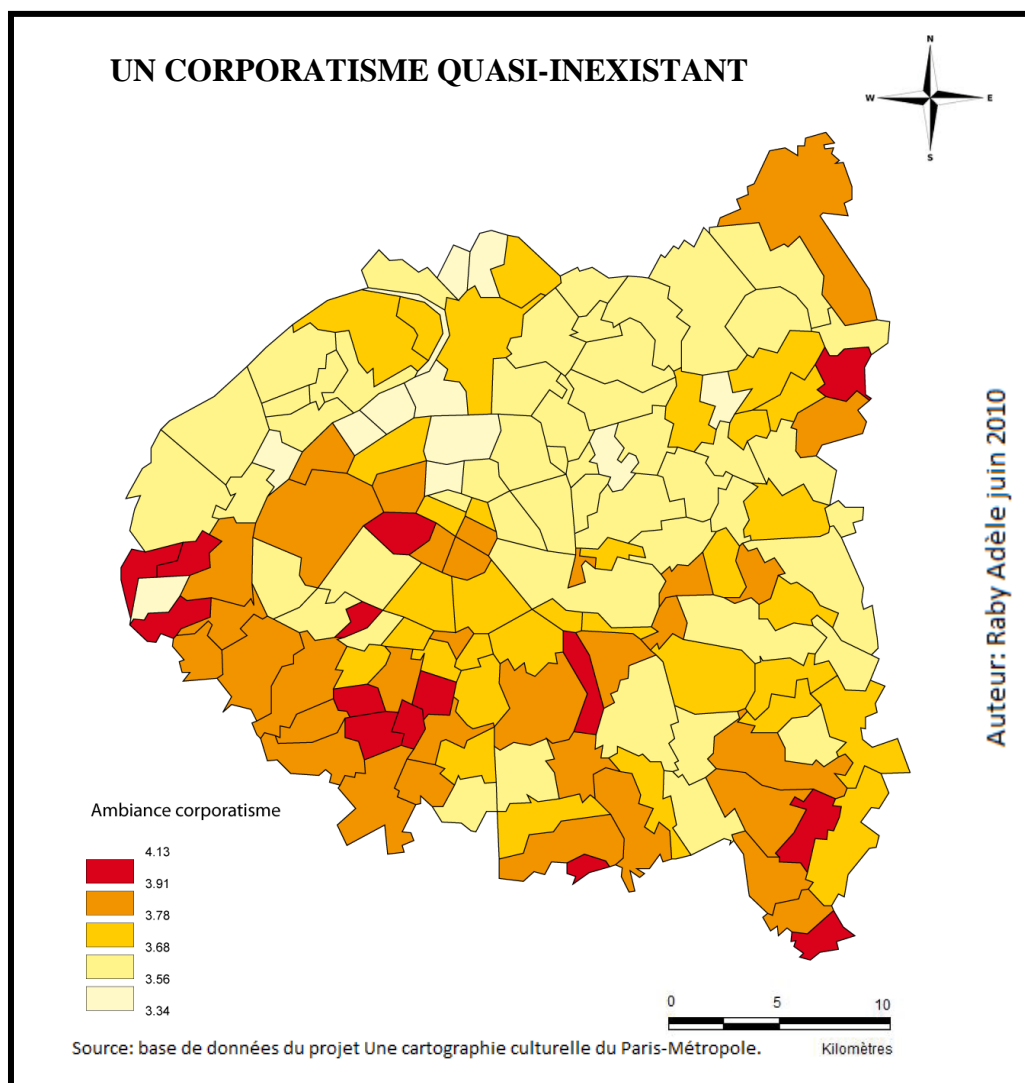 UN CORPORATISME QUASI-INEXISTANT
N
W
E
S
Auteur: Raby Adèle juin 2010
Ambiance corporatisme
4.13
3.91
3.78
3.68
3.56
3.34
0 5 10
Kilomètres
Source: base de données du projet Une cartographie culturelle du Paris-Métropole.